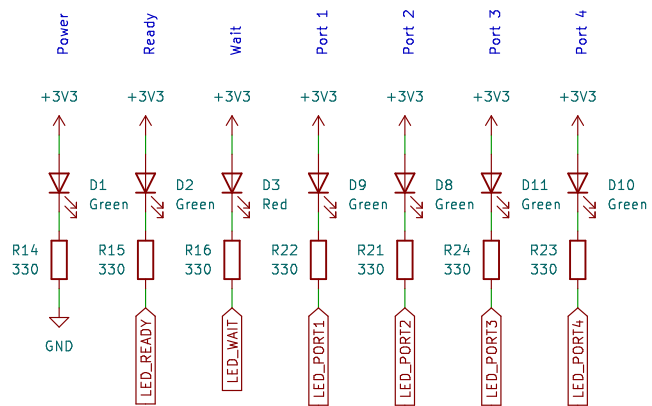 Power
Ready
Wait
Port 1
Port 2
Port 3
Port 4
+3V3
+3V3
+3V3
+3V3
+3V3
+3V3
+3V3
D1
Green
D2
Green
D3
Red
D9
Green
D8
Green
D11
Green
D10
Green
R14
330
R15
330
R16
330
R22
330
R21
330
R24
330
R23
330
GND
LED_READY
LED_WAIT
LED_PORT1
LED_PORT2
LED_PORT3
LED_PORT4